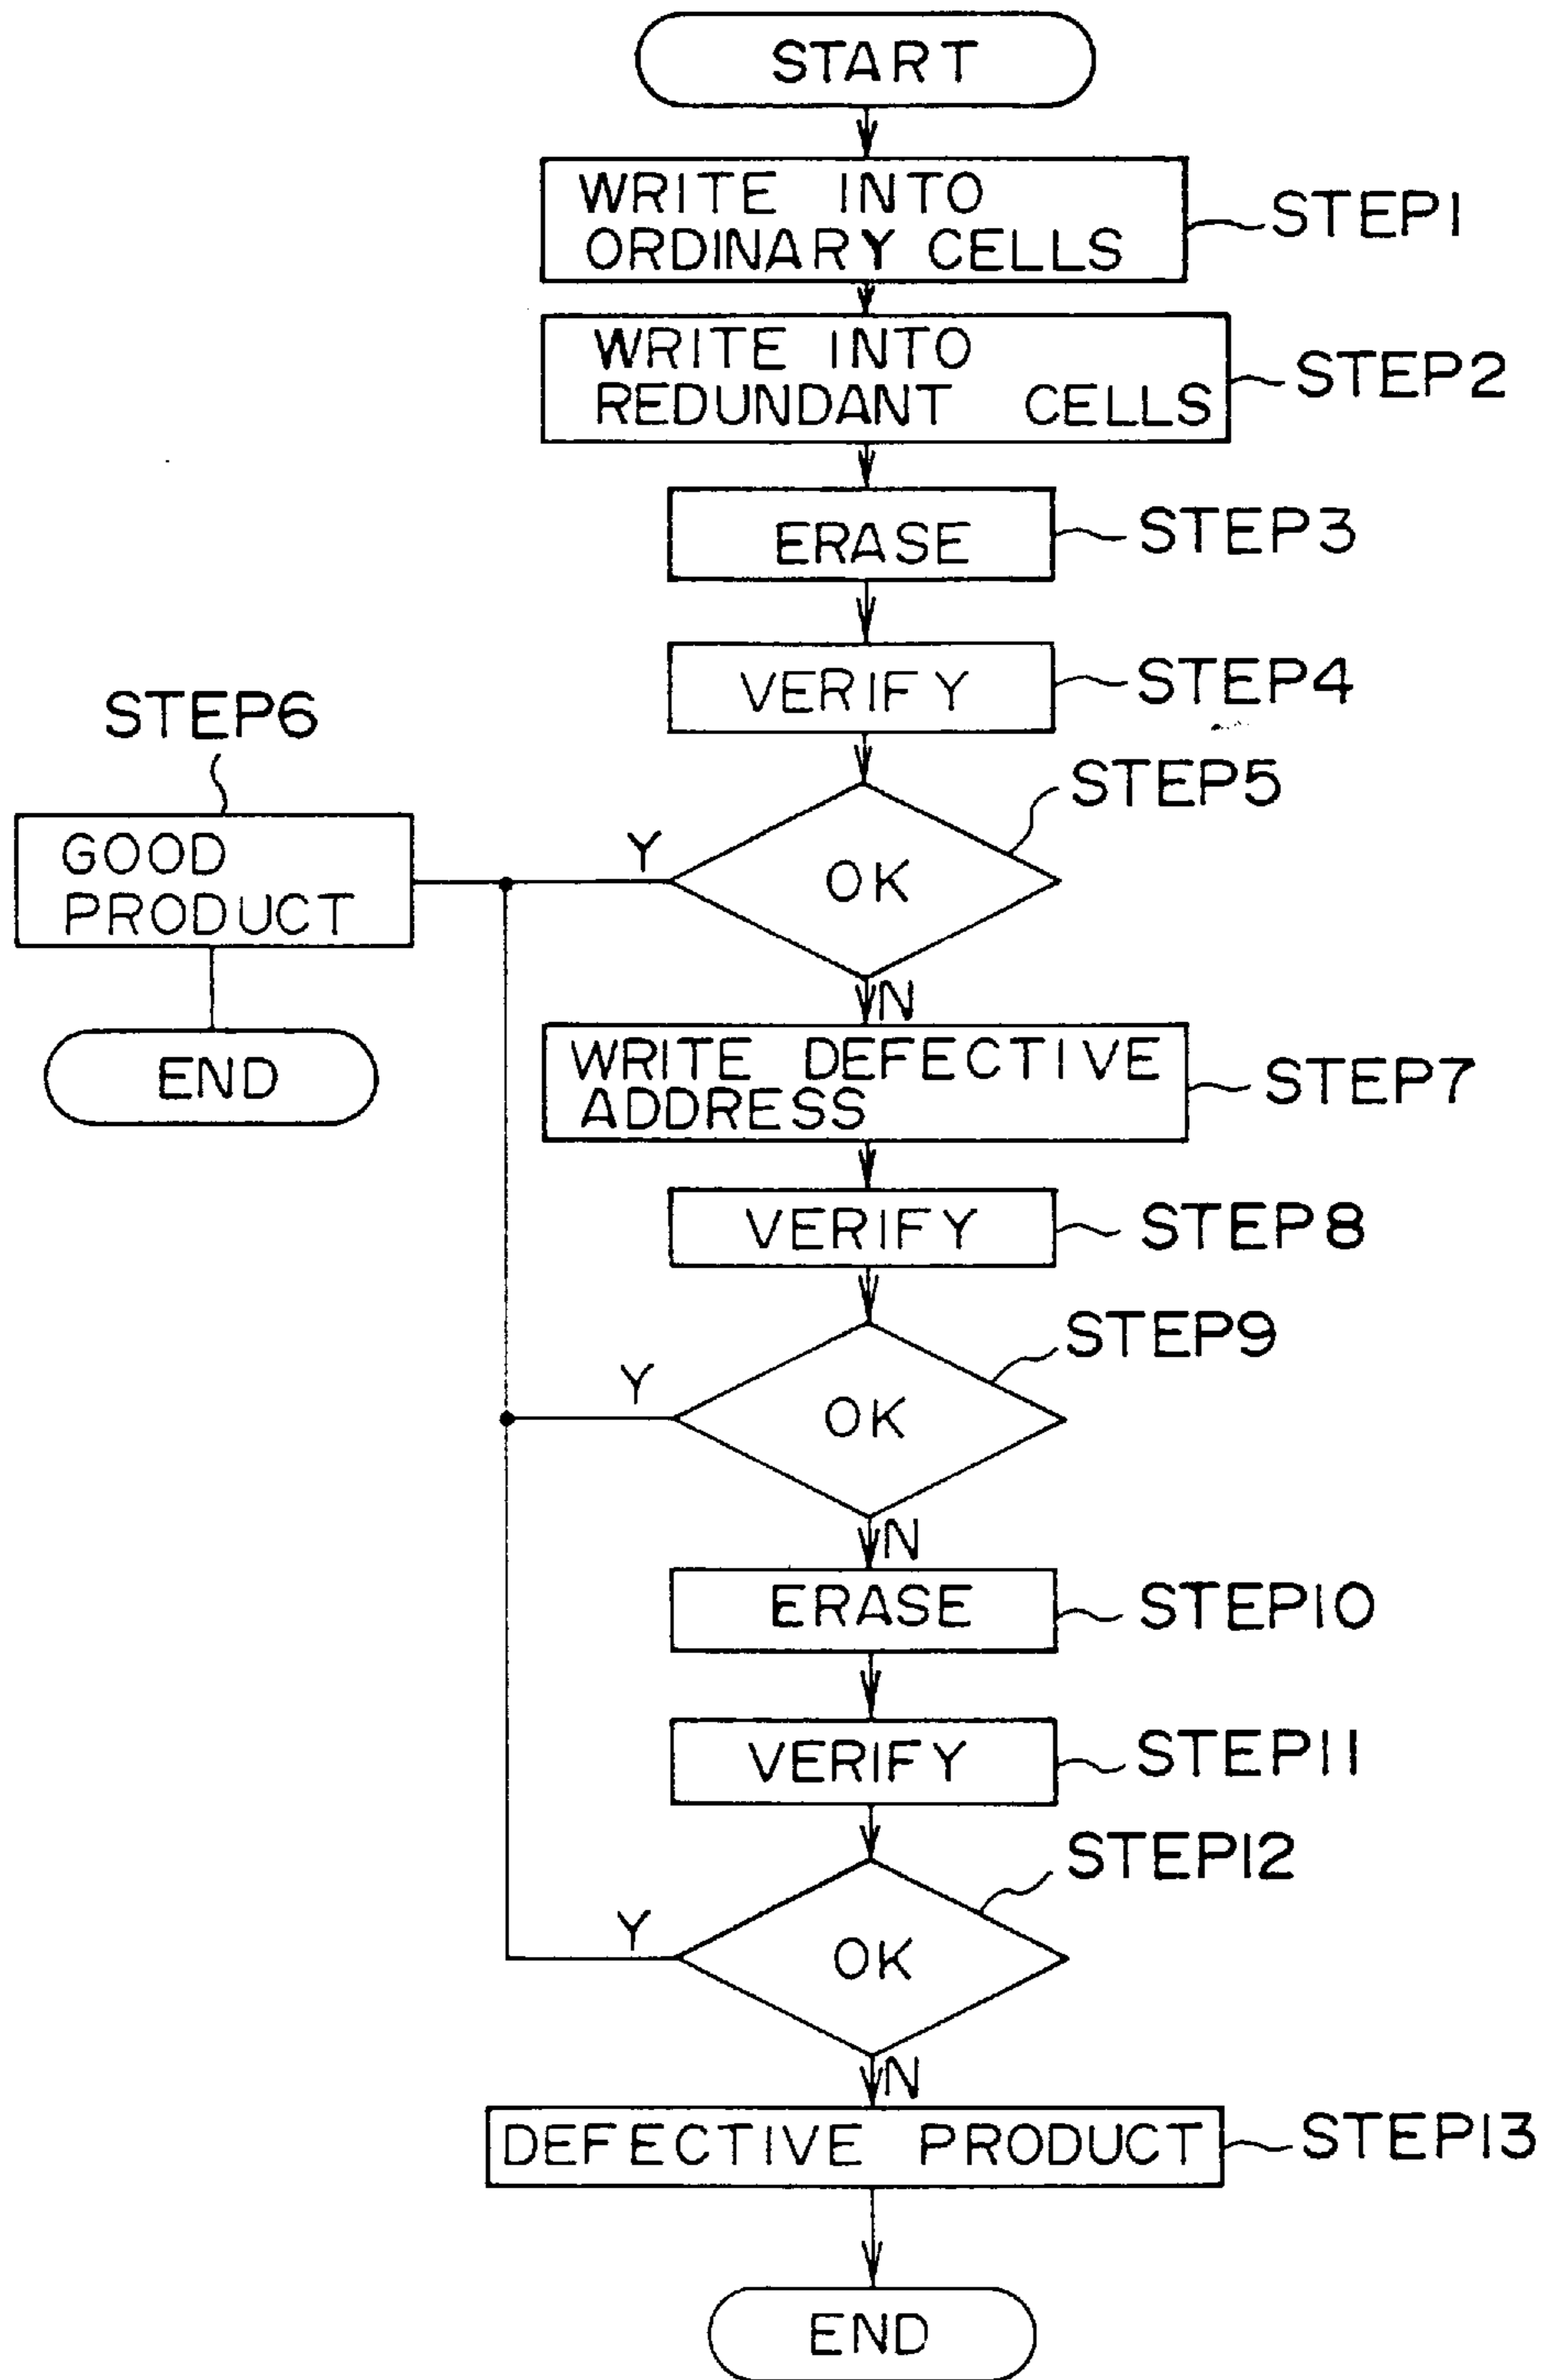 START
WRITE INTO
ORDINARY CELLS
STEP1
WRITE INTO
REDUNDANT CELLS
STEP2
ERASE
STEP3
VERIFY
STEP4
STEP6
STEP5
GOOD
PRODUCT
Y
OK
N
END
WRITE DEFECTIVE
ADDRESS
STEP7
VERIFY
STEP8
STEP9
Y
OK
N
ERASE
STEP10
VERIFY
STEP11
STEP12
Y
OK
N
DEFECTIVE PRODUCT
STEP13
END